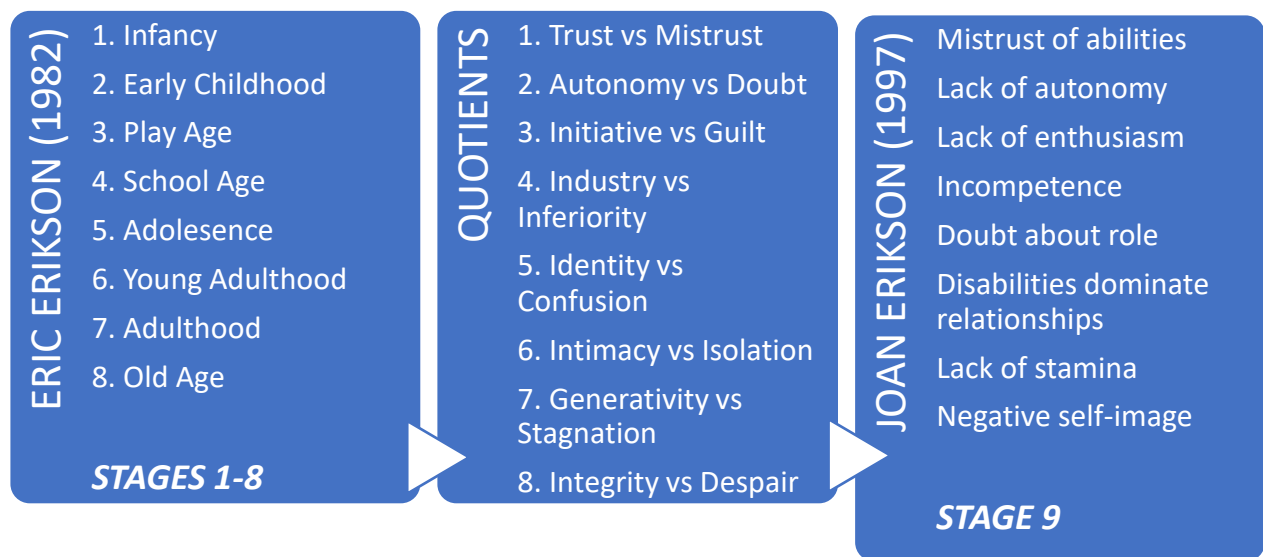 ERIC ERIKSON (1982)
1. Infancy
2. Early Childhood
3. Play Age
4. School Age
5. Adolesence
6. Young Adulthood
7. Adulthood
8. Old Age
STAGES 1-8
QUOTIENTS
1. Trust vs Mistrust
2. Autonomy vs Doubt
3. Initiative vs Guilt
4. Industry vs
Inferiority
5. Identity vs
Confusion
6. Intimacy vs Isolation
7. Generativity vs
Stagnation
8. Integrity vs Despair
JOAN ERIKSON (1997)
Mistrust of abilities
Lack of autonomy
Lack of enthusiasm
Incompetence
Doubt about role
Disabilities dominate
relationships
Lack of stamina
Negative self-image
STAGE 9